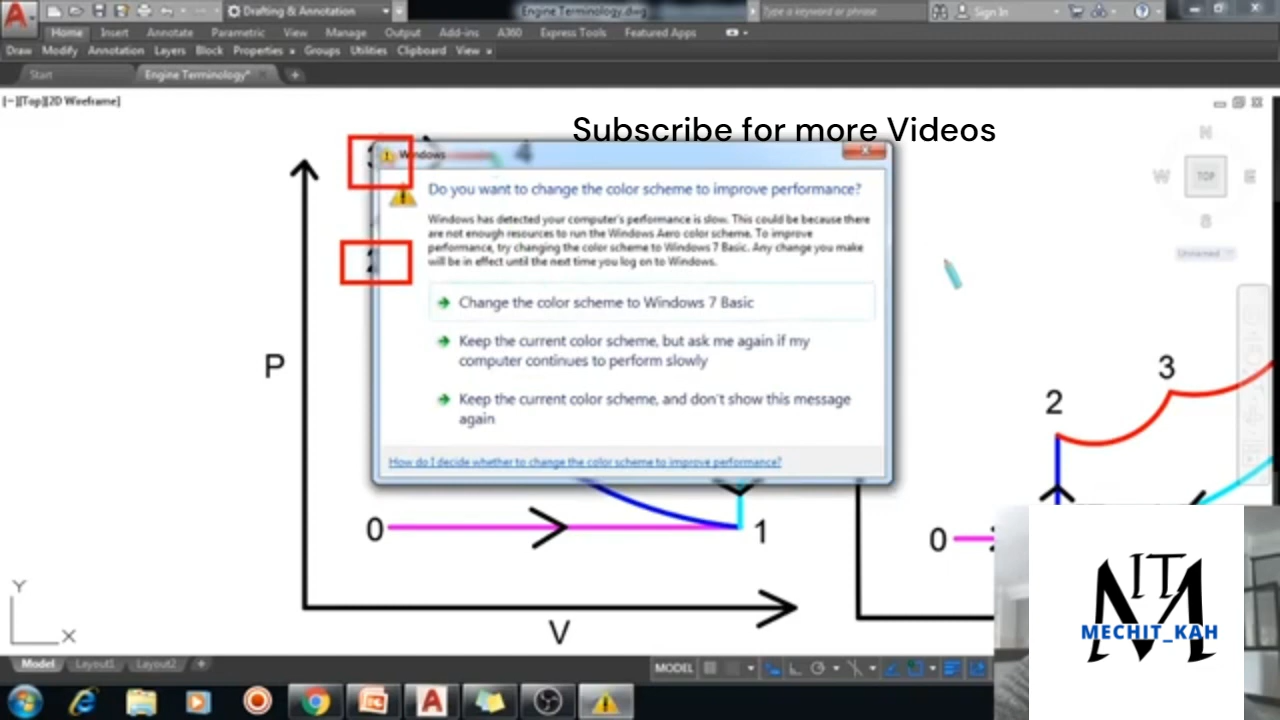 Drafting & Annotation
Engine Terminology.dwg
Type a keyword or phrase
Sign In
Home Insert Annotate Parametric View Manage Output Add-ins A360 Express Tools Featured Apps
Draw Modify Annotation Layers Block Properties Groups Utilities Clipboard View
Start Engine Terminology*
[−][Top][2D Wireframe]
Subscribe for more Videos
N
W TOP E
S
Unnamed
4
Windows
Do you want to change the color scheme to improve performance?
Windows has detected your computer's performance is slow. This could be because there
are not enough resources to run the Windows Aero color scheme. To improve
performance, try changing the color scheme to Windows 7 Basic. Any change you make
will be in effect until the next time you log on to Windows.
Change the color scheme to Windows 7 Basic
Keep the current color scheme, but ask me again if my
computer continues to perform slowly
Keep the current color scheme, and don't show this message
again
How do I decide whether to change the color scheme to improve performance?
P
3
2
0
1
0
V
Y
X
MIT
MECHIT_KAH
Model Layout1 Layout2
MODEL